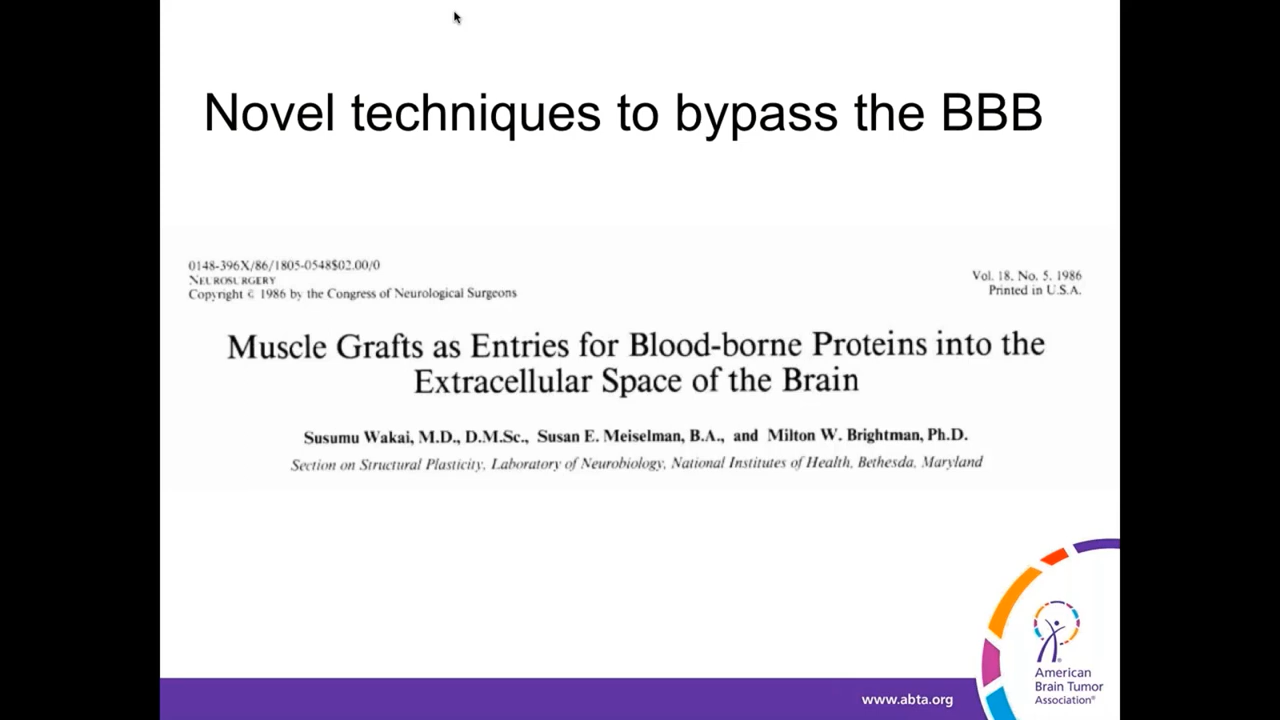 Novel techniques to bypass the BBB
0148-396X/86/1805-0548$02.00/0
NEUROSURGERY
Copyright © 1986 by the Congress of Neurological Surgeons
Vol. 18, No. 5, 1986
Printed in U.S.A.
Muscle Grafts as Entries for Blood-borne Proteins into the
Extracellular Space of the Brain
Susumu Wakai, M.D., D.M.Sc., Susan E. Meiselman, B.A., and Milton W. Brightman, Ph.D.
Section on Structural Plasticity, Laboratory of Neurobiology, National Institutes of Health, Bethesda, Maryland
American
Brain Tumor
Association®
www.abta.org